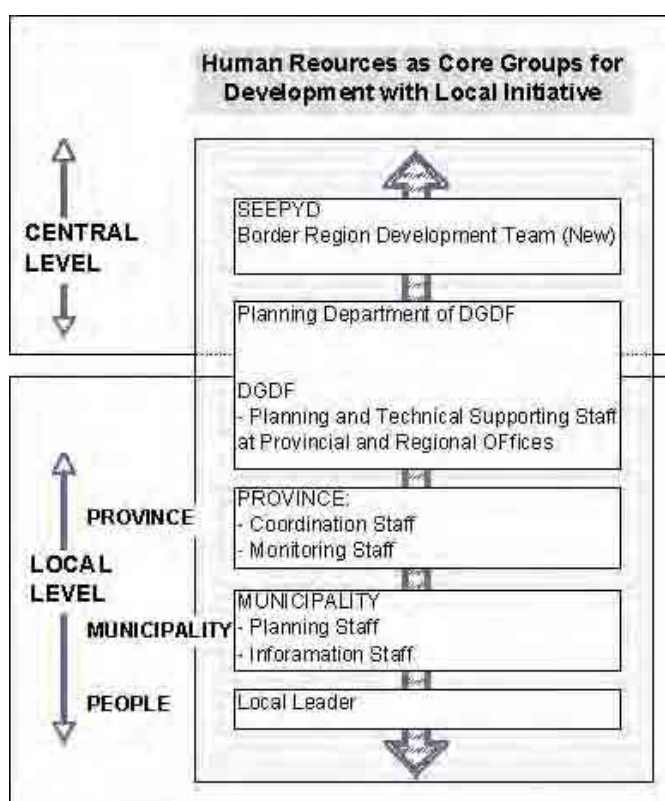 Human Reources as Core Groups for
Development with Local Initiative
CENTRAL
LEVEL
SEEPYD
Border Region Development Team (New)
Planning Department of DGDF
DGDF
- Planning and Technical Supporting Staff
at Provincial and Regional OFfices
LOCAL
LEVEL
PROVINCE
PROVINCE:
- Coordination Staff
- Monitoring Staff
MUNICIPALITY
MUNICIPALITY
- Planning Staff
- Inforamation Staff
PEOPLE
Local Leader